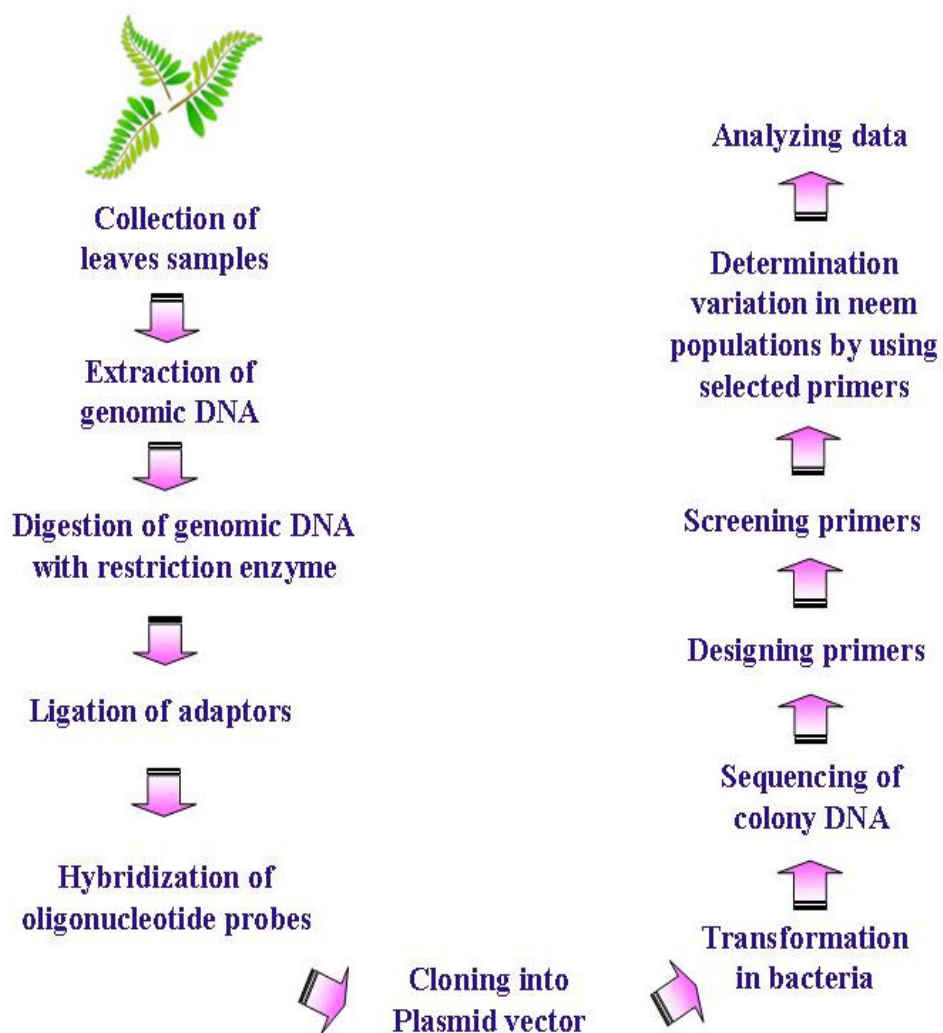 Collection of
leaves samples
Extraction of
genomic DNA
Digestion of genomic DNA
with restriction enzyme
Ligation of adaptors
Hybridization of
oligonucleotide probes
Cloning into
Plasmid vector
Transformation
in bacteria
Sequencing of
colony DNA
Designing primers
Screening primers
Determination
variation in neem
populations by using
selected primers
Analyzing data